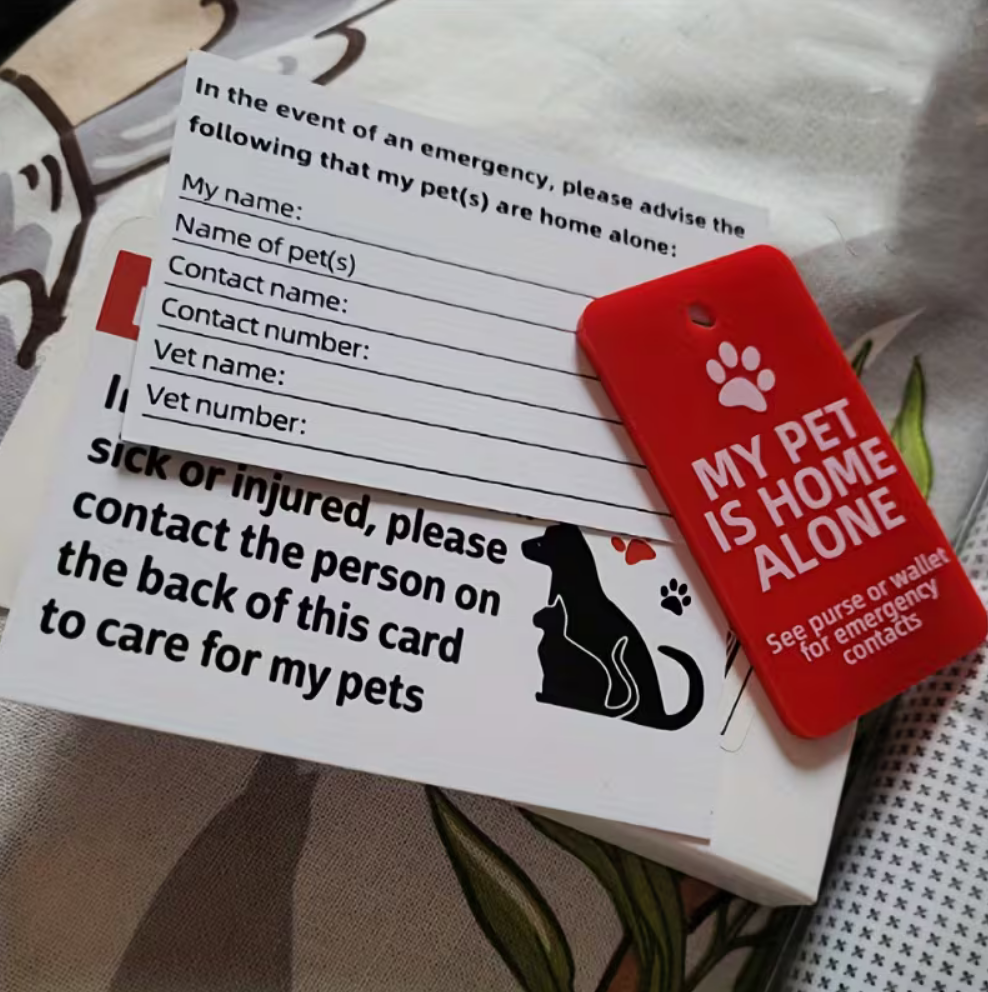 In the event of an emergency, please advise the
following that my pet(s) are home alone:
My name:
Name of pet(s)
Contact name:
Contact number:
Vet name:
Vet number:
sick or injured, please
contact the person on
the back of this card
to care for my pets
MY PET
IS HOME
ALONE
See purse or wallet
for emergency
contacts